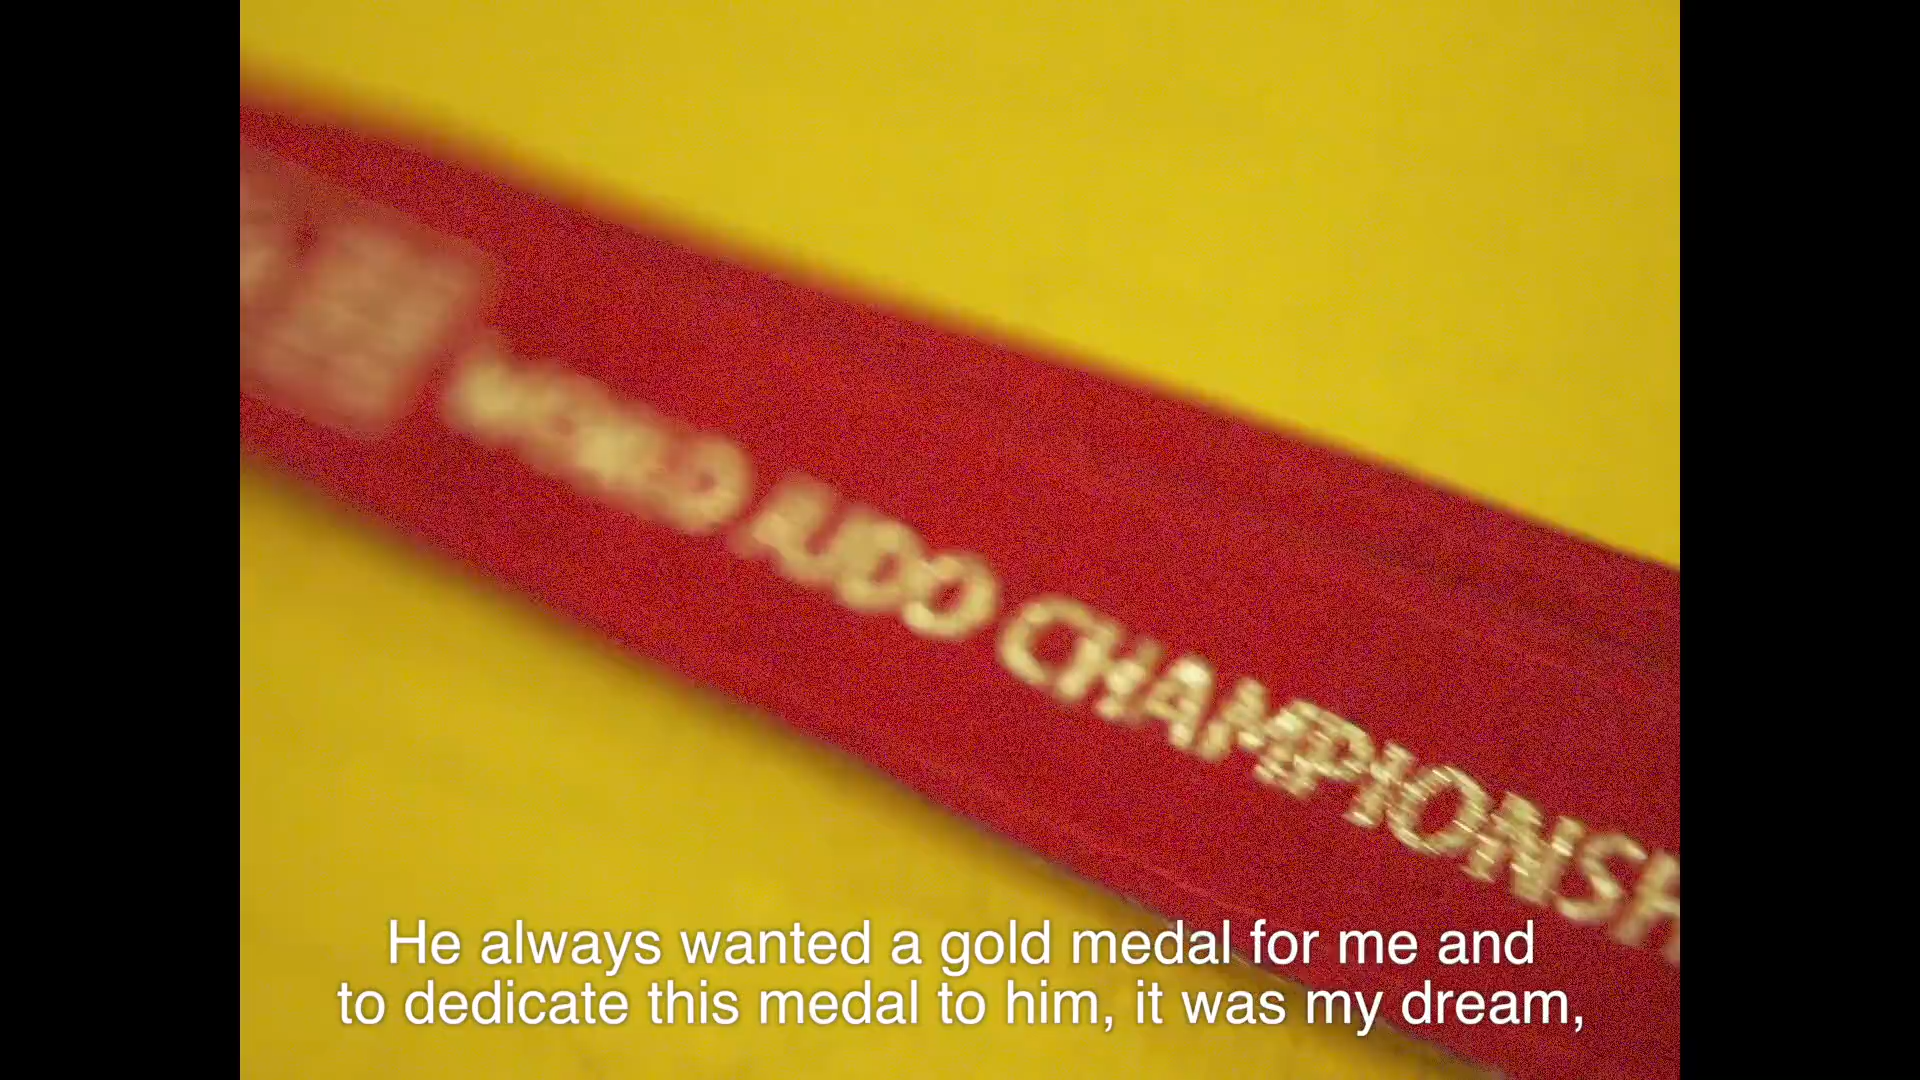 WORLD JUDO CHAMPIONSH
He always wanted a gold medal for me and
to dedicate this medal to him, it was my dream,